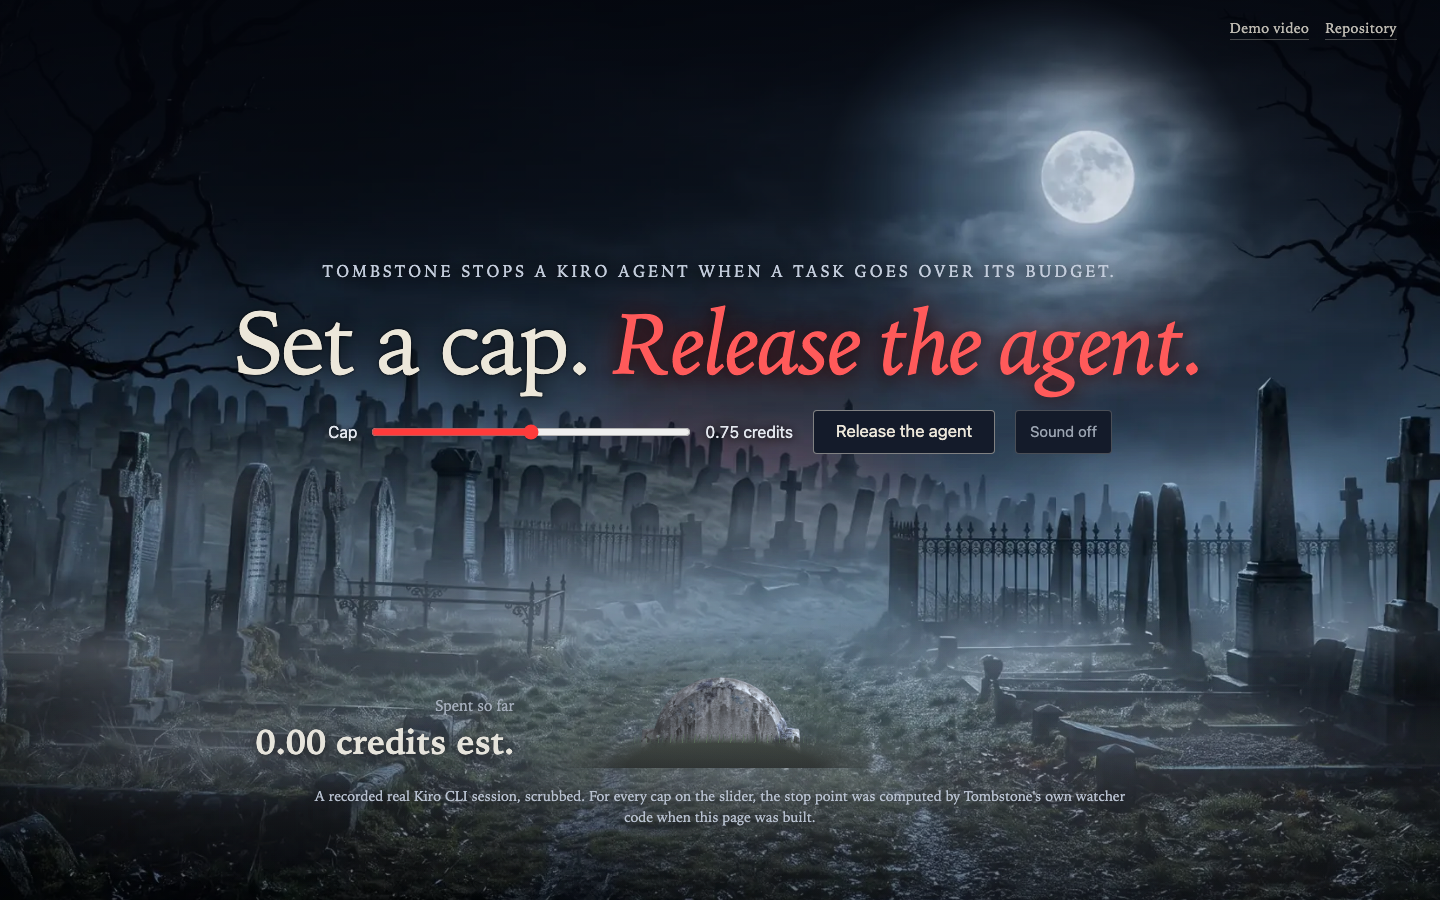 Demo video Repository
TOMBSTONE STOPS A KIRO AGENT WHEN A TASK GOES OVER ITS BUDGET.
Set a cap. Release the agent.
Cap 0.75 credits Release the agent Sound off
Spent so far
0.00 credits est.
A recorded real Kiro CLI session, scrubbed. For every cap on the slider, the stop point was computed by Tombstone's own watcher
code when this page was built.